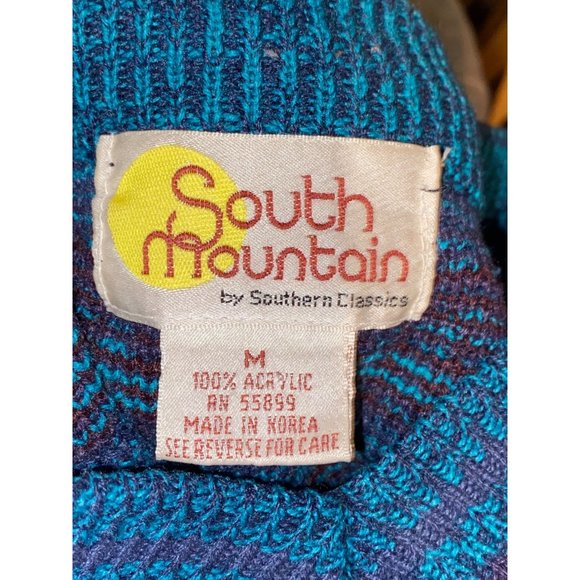 South
mountain
by Southern Classics
M
100% ACRYLIC
RN 55899
MADE IN KOREA
SEE REVERSE FOR CARE